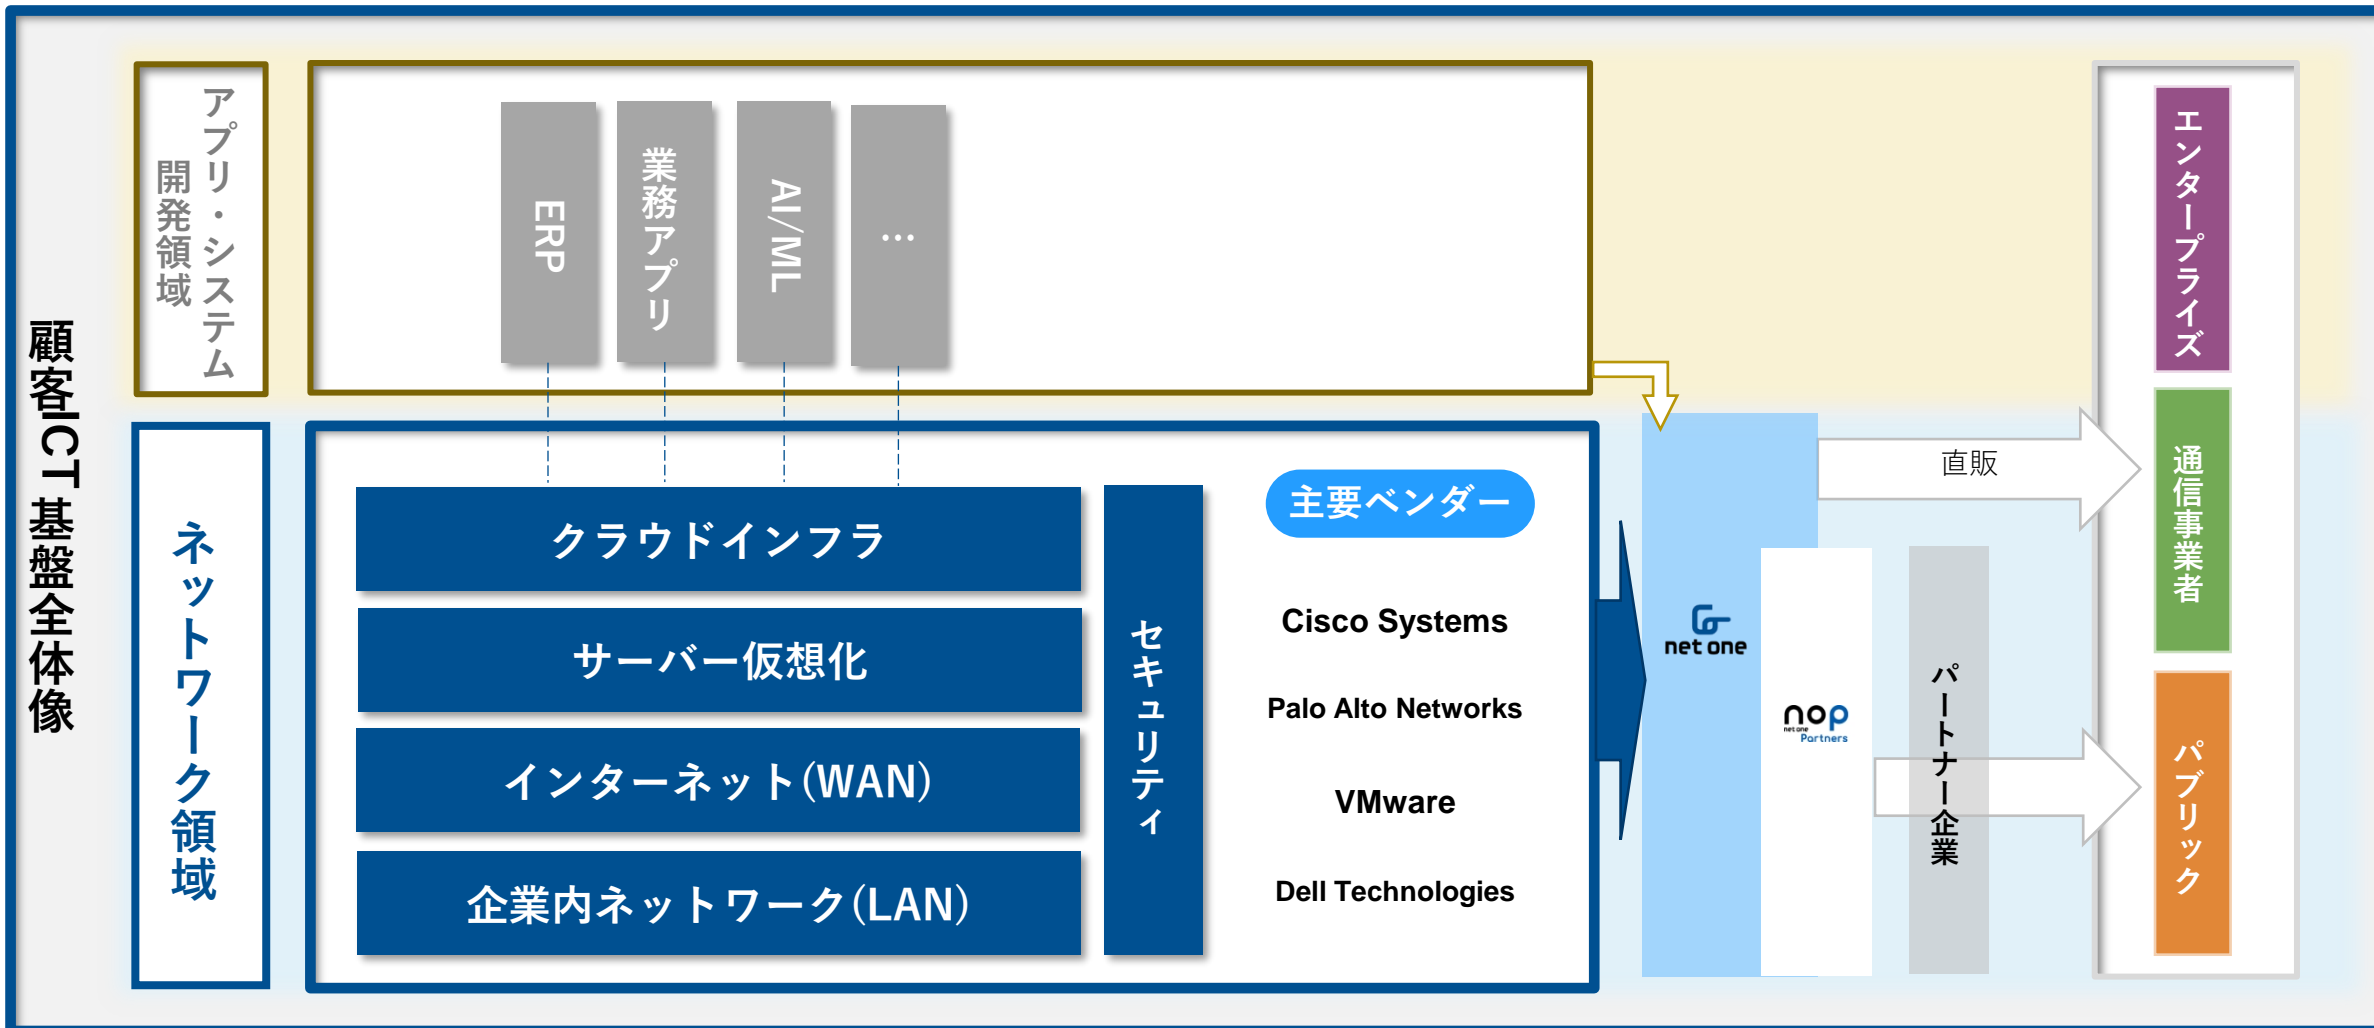 顧客ICT基盤全体像
アプリ・システム
開発領域
ERP
業務アプリ
AI/ML
…
エンタープライズ
通信事業者
パブリック
ネットワーク領域
クラウドインフラ
サーバー仮想化
インターネット(WAN)
企業内ネットワーク(LAN)
セキュリティ
主要ベンダー
Cisco Systems
Palo Alto Networks
VMware
Dell Technologies
net one
nop
net one
Partners
パートナー企業
直販